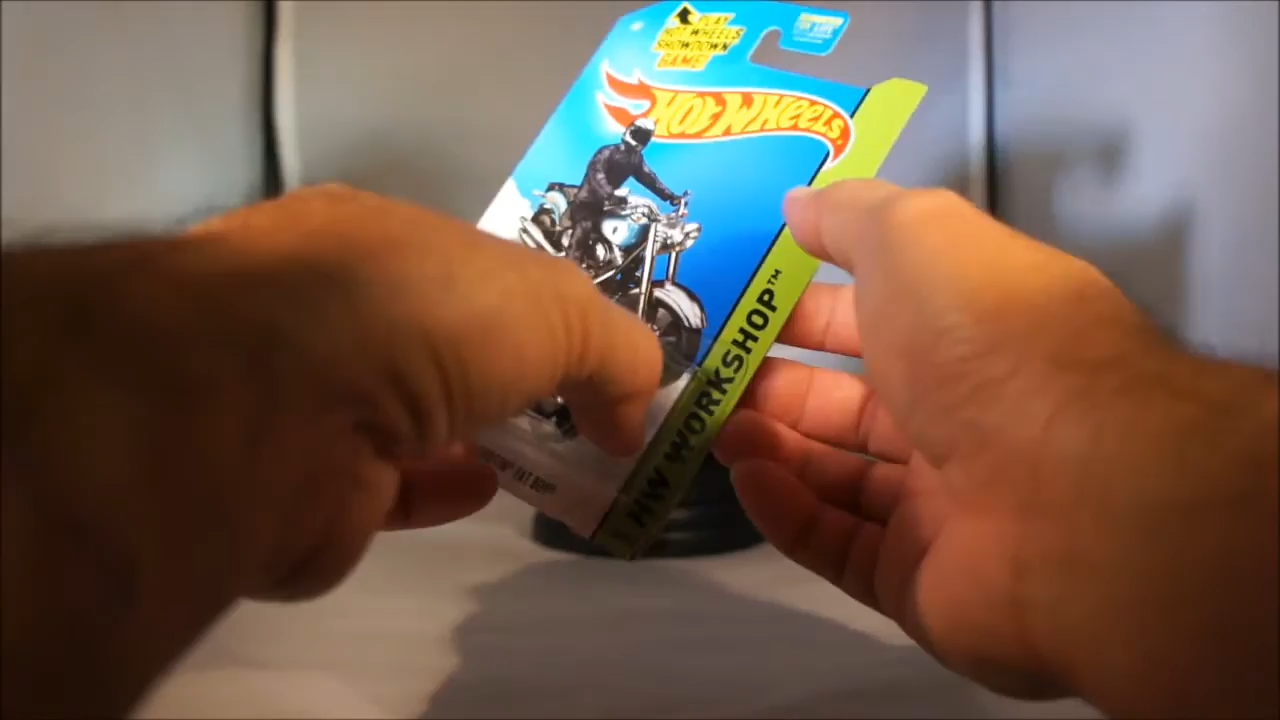 PLAY
HOT WHEELS
SHOWDOWN
GAME!
HOT WHEELS
HW WORKSHOP™
FAT BOY